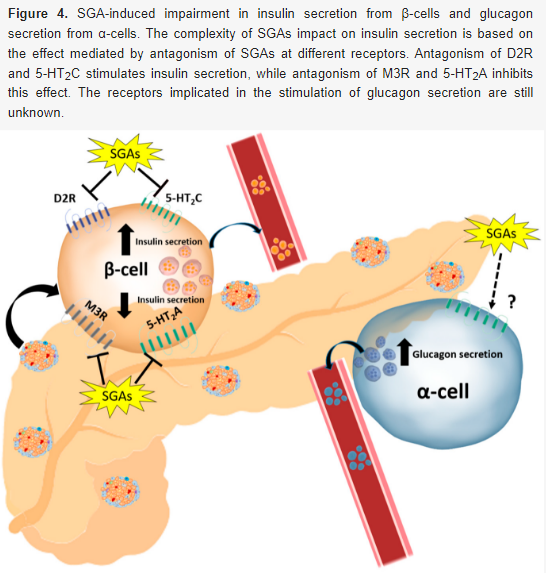 Figure 4. SGA-induced impairment in insulin secretion from β-cells and glucagon
secretion from α-cells. The complexity of SGAs impact on insulin secretion is based on
the effect mediated by antagonism of SGAs at different receptors. Antagonism of D2R
and 5-HT2C stimulates insulin secretion, while antagonism of M3R and 5-HT2A inhibits
this effect. The receptors implicated in the stimulation of glucagon secretion are still
unknown.
SGAs
D2R
5-HT2C
Insulin secretion
β-cell
Insulin secretion
M3R
5-HT2A
SGAs
SGAs
?
Glucagon secretion
α-cell